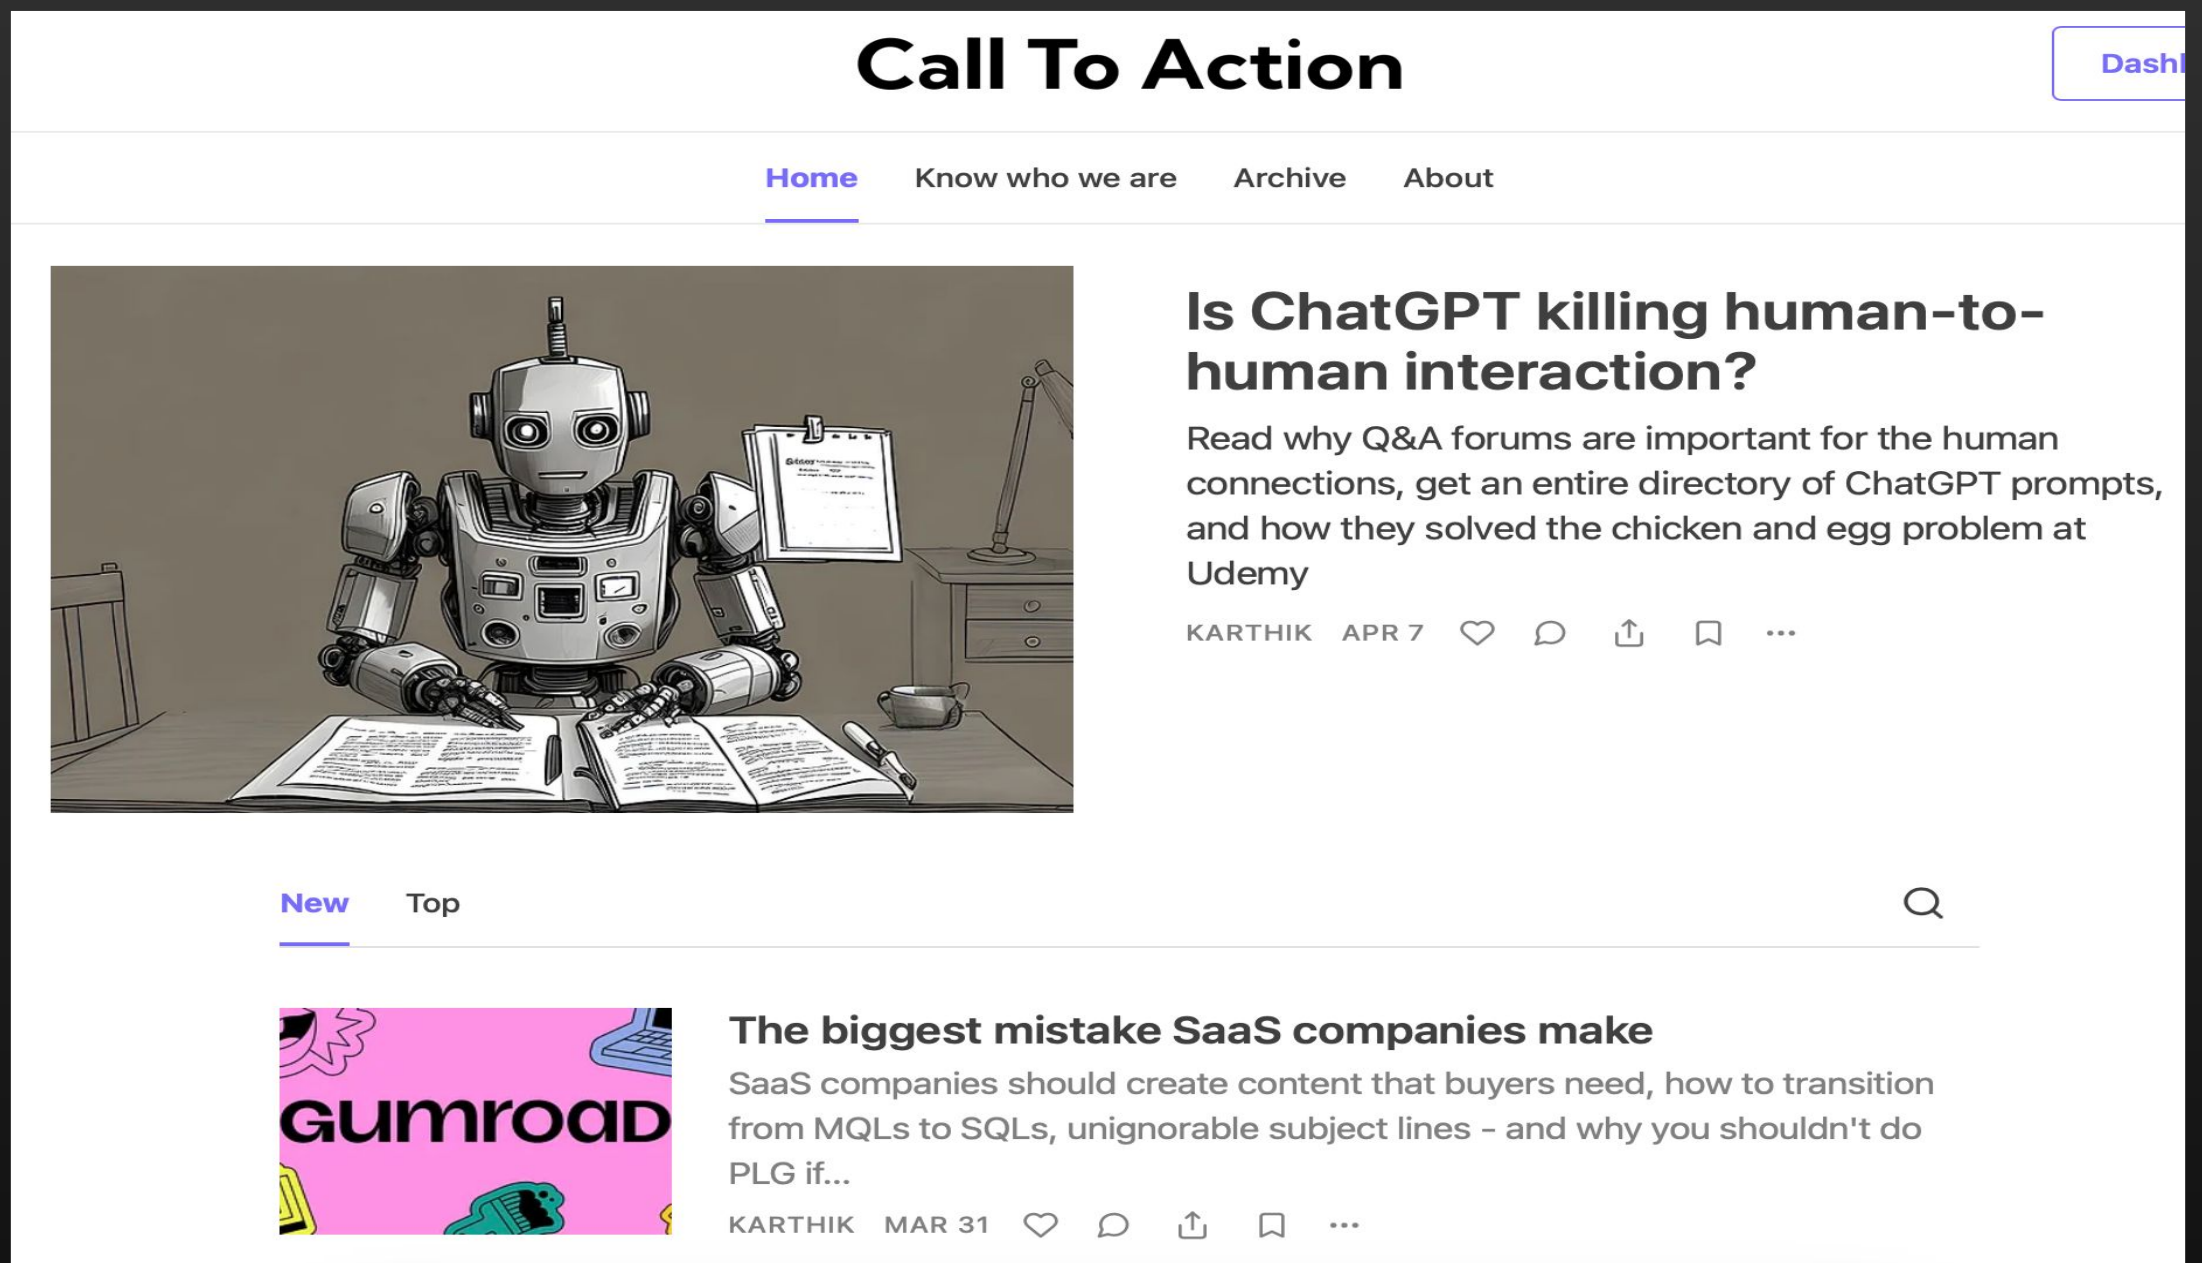 Call To Action
Dash
Home Know who we are Archive About
Is ChatGPT killing human-to-
human interaction?
Read why Q&A forums are important for the human
connections, get an entire directory of ChatGPT prompts,
and how they solved the chicken and egg problem at
Udemy
KARTHIK APR 7
New Top
The biggest mistake SaaS companies make
SaaS companies should create content that buyers need, how to transition
from MQLs to SQLs, unignorable subject lines - and why you shouldn't do
PLG if...
KARTHIK MAR 31
GUMROAD